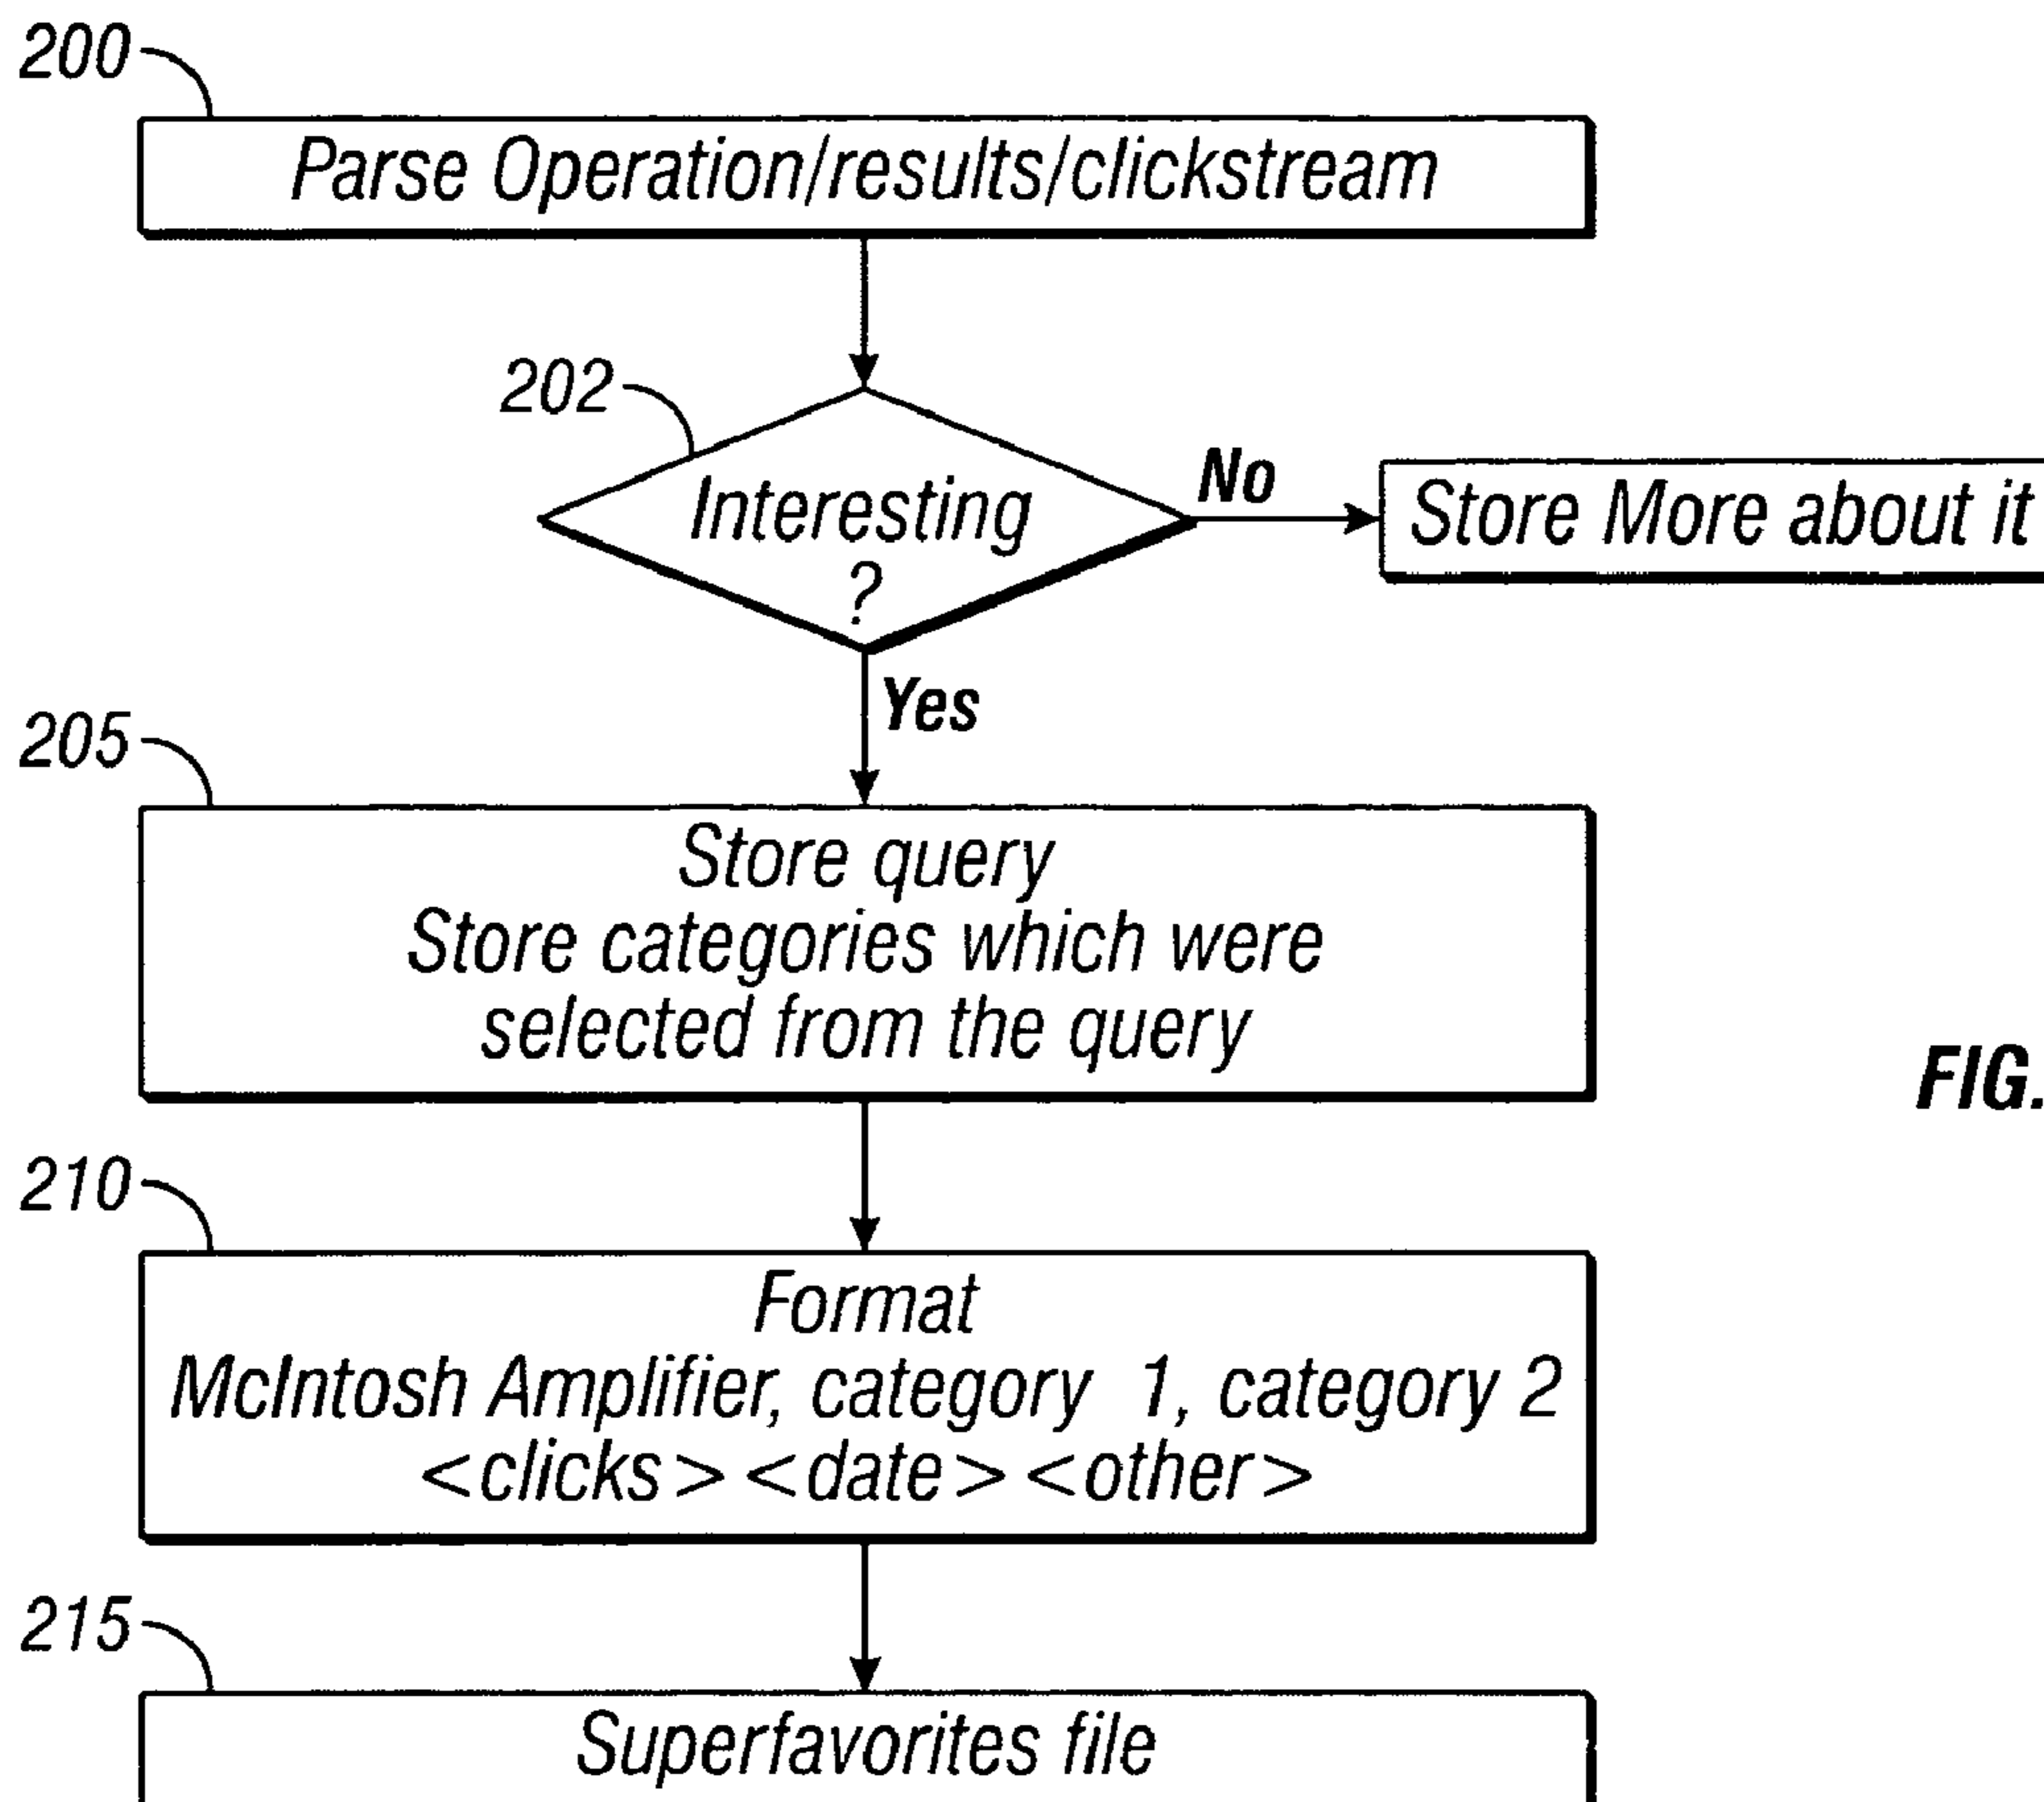 200
Parse Operation/results/clickstream
202
Interesting
?
No
Store More about it
Yes
205
Store query
Store categories which were
selected from the query
FIG.
210
Format
McIntosh Amplifier, category 1, category 2
<clicks> <date> <other>
215
Superfavorites file